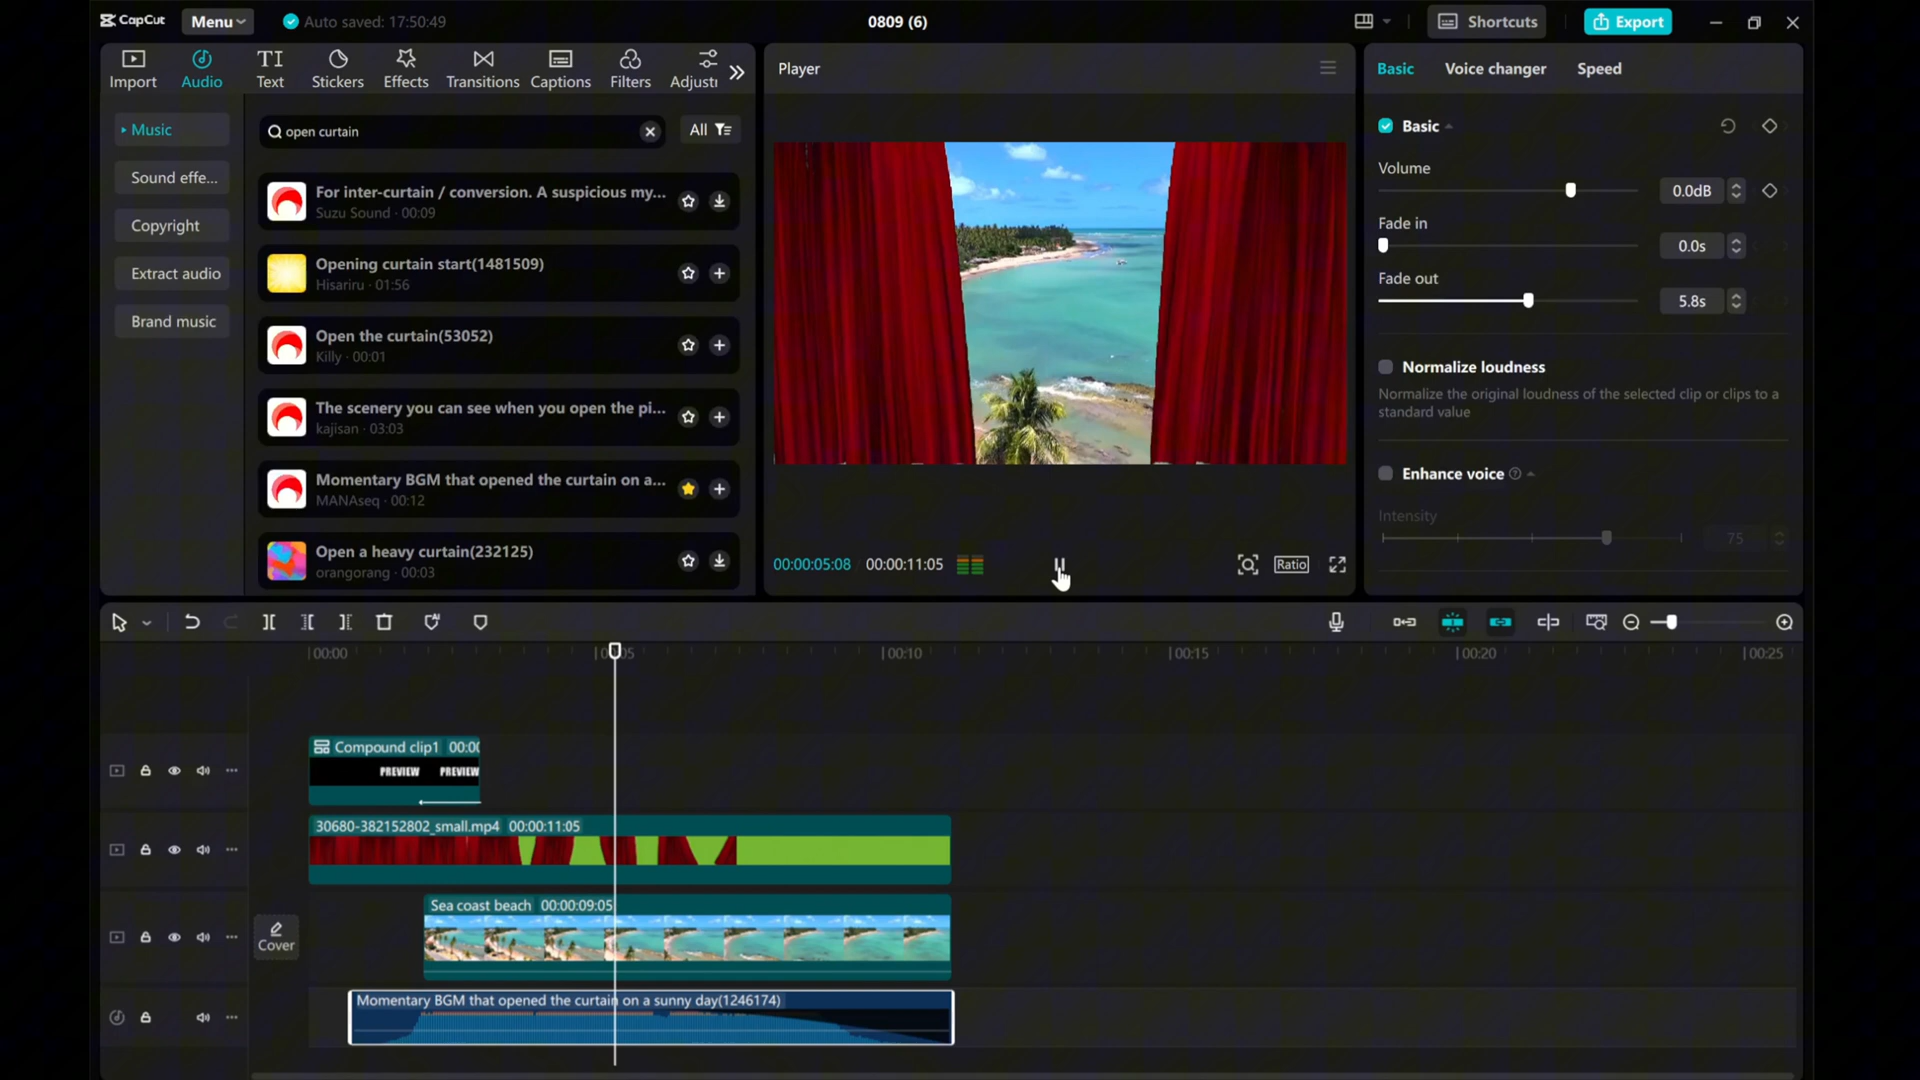 CapCut
Menu
Auto saved: 17:50:49
0809 (6)
Shortcuts
Export
Import
Audio
Text
Stickers
Effects
Transitions
Captions
Filters
Adjustı
Music
Sound effe...
Copyright
Extract audio
Brand music
open curtain
All
For inter-curtain / conversion. A suspicious my...
Suzu Sound · 00:09
Opening curtain start(1481509)
Hisariru · 01:56
Open the curtain(53052)
Killy · 00:01
The scenery you can see when you open the pi...
kajisan · 03:03
Momentary BGM that opened the curtain on a...
MANAseq · 00:12
Open a heavy curtain(232125)
orangorang · 00:03
Player
00:00:05:08
00:00:11:05
Ratio
Basic
Voice changer
Speed
Basic
Volume
0.0dB
Fade in
0.0s
Fade out
5.8s
Normalize loudness
Normalize the original loudness of the selected clip or clips to a
standard value
Enhance voice
Intensity
75
00:00
00:10
00:15
00:20
00:25
Compound clip1
PREVIEW
PREVIEW
30680-382152802_small.mp4 00:00:11:05
Sea coast beach 00:00:09:05
Cover
Momentary BGM that opened the curtain on a sunny day(1246174)